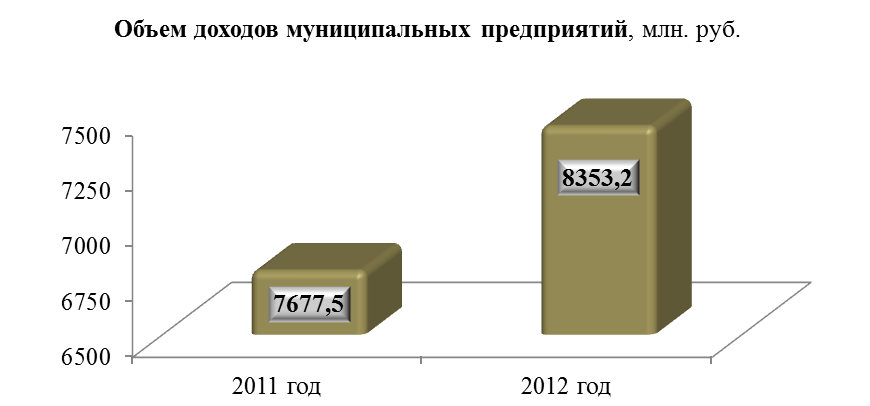 Объем доходов муниципальных предприятий, млн. руб.
7500
7250
7000
6750
6500
8353,2
7677,5
2011 год
2012 год